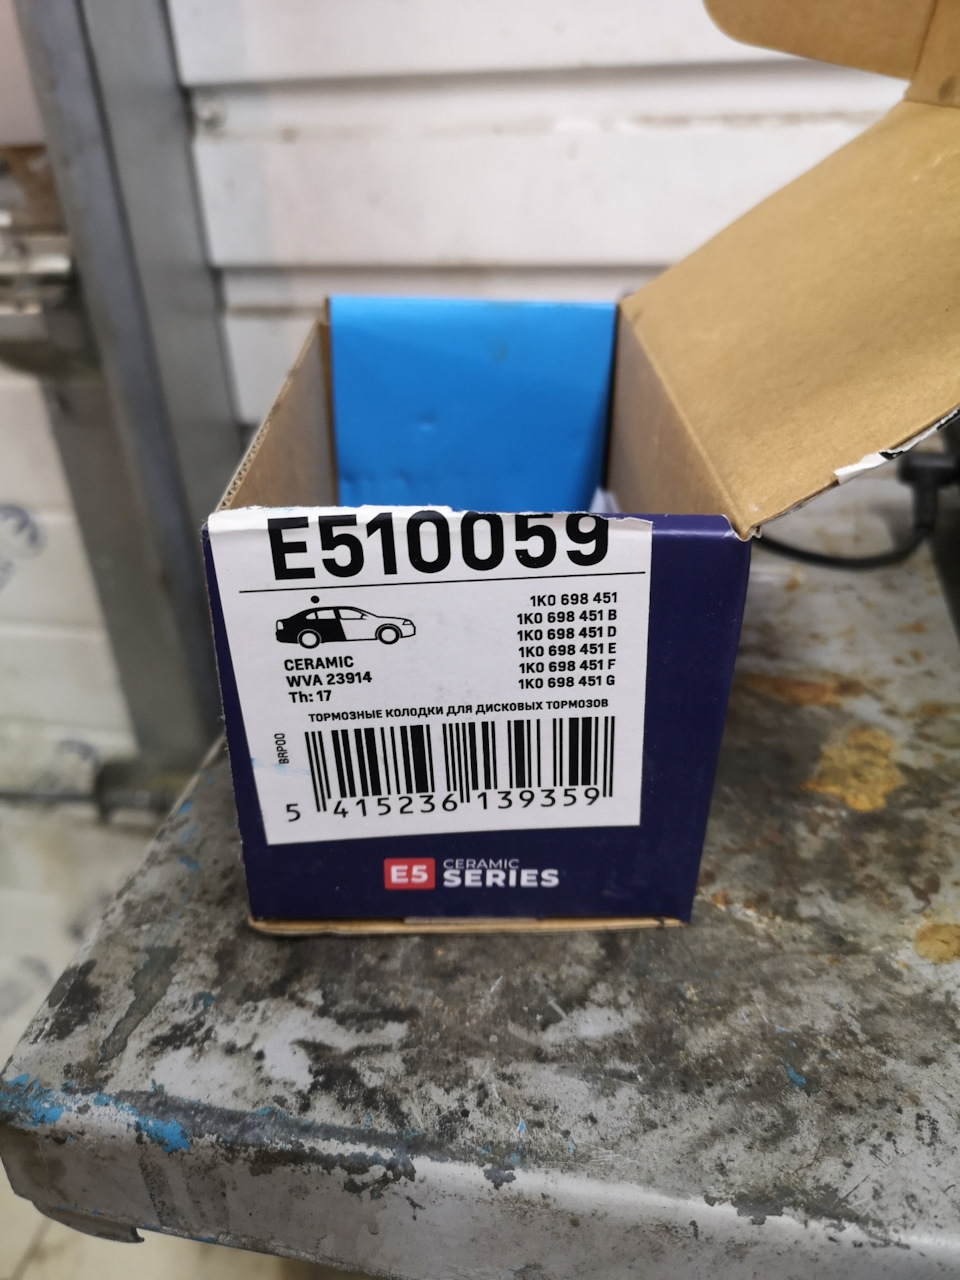 E510059
1K0 698 451
1K0 698 451 B
1K0 698 451 D
1K0 698 451 E
1K0 698 451 F
1K0 698 451 G
CERAMIC
WVA 23914
Th: 17
ТОРМОЗНЫЕ КОЛОДКИ ДЛЯ ДИСКОВЫХ ТОРМОЗОВ
BRP00
5 415236 139359
E5 CERAMIC
SERIES